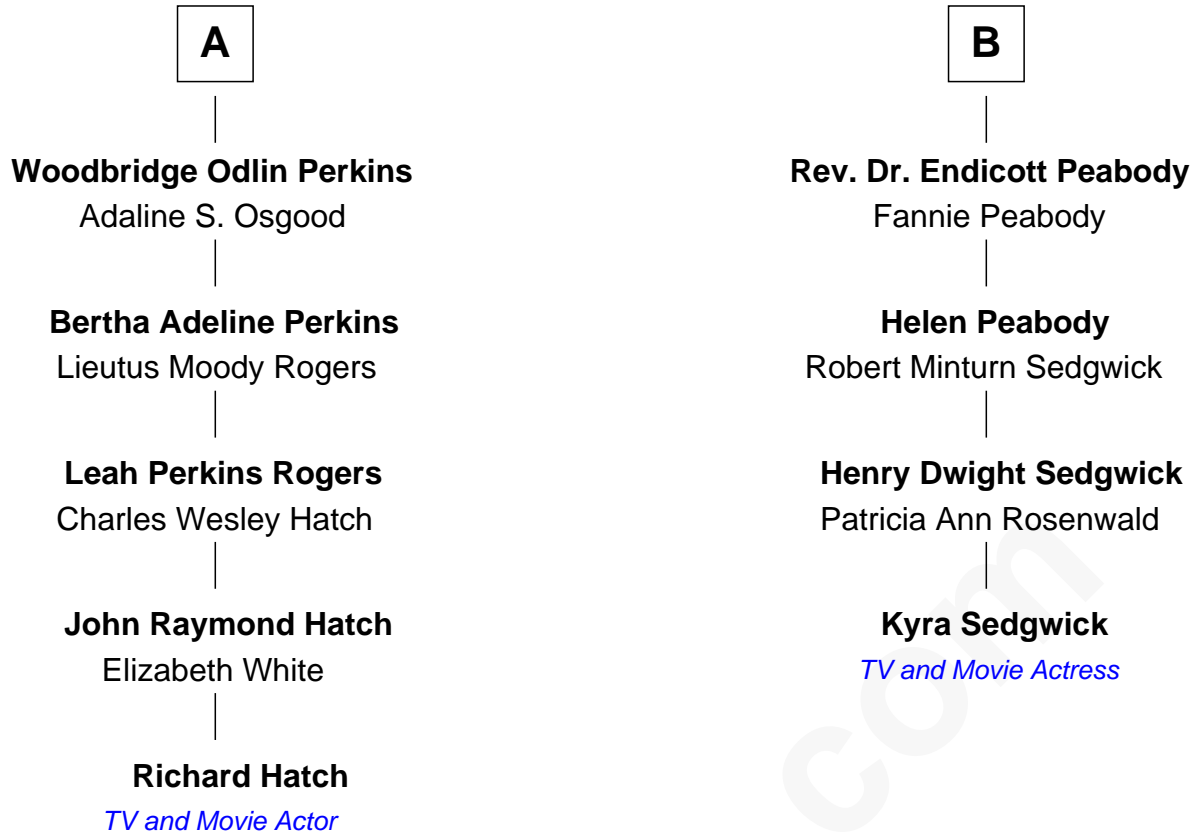 A
Woodbridge Odlin Perkins
Adaline S. Osgood
Bertha Adeline Perkins
Lieutus Moody Rogers
Leah Perkins Rogers
Charles Wesley Hatch
John Raymond Hatch
Elizabeth White
Richard Hatch
TV and Movie Actor
B
Rev. Dr. Endicott Peabody
Fannie Peabody
Helen Peabody
Robert Minturn Sedgwick
Henry Dwight Sedgwick
Patricia Ann Rosenwald
Kyra Sedgwick
TV and Movie Actress
com